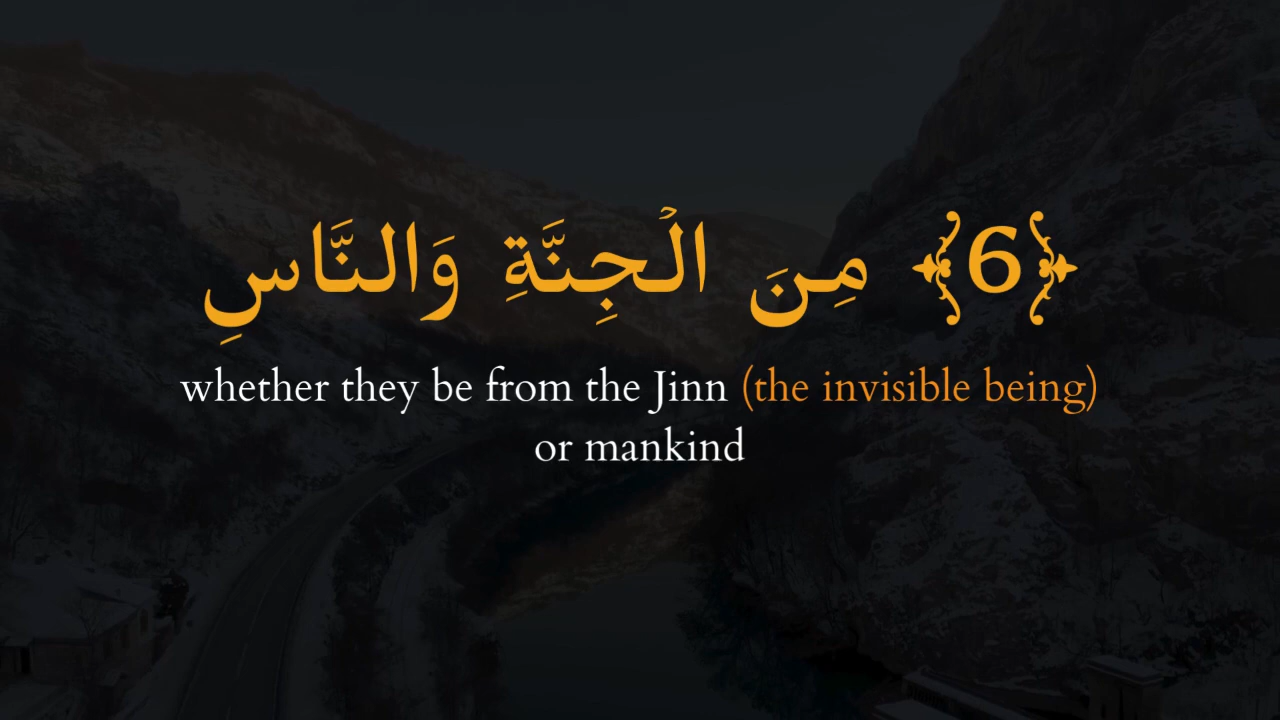 ﴿6﴾ مِنَ الْجِنَّةِ وَالنَّاسِ
whether they be from the Jinn (the invisible being)
or mankind